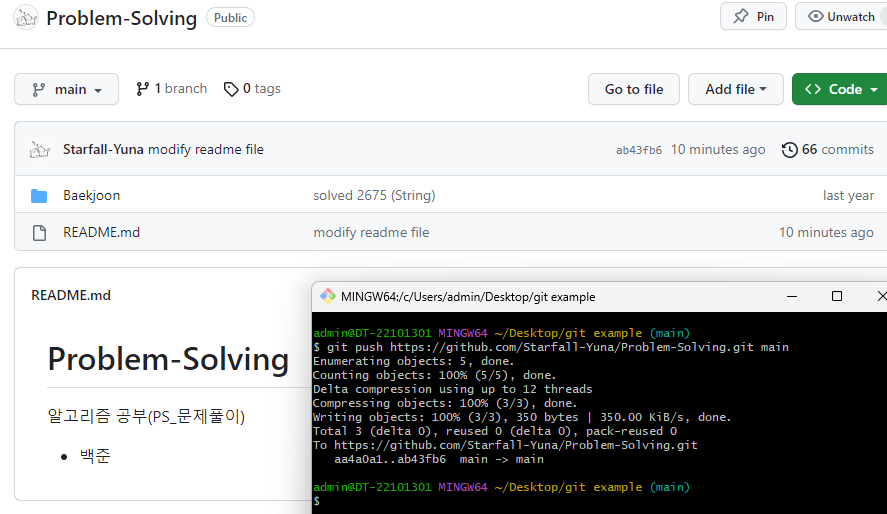 Problem-Solving Public Pin Unwatch
main 1 branch 0 tags Go to file Add file Code
Starfall-Yuna modify readme file ab43fb6 10 minutes ago 66 commits
Baekjoon solved 2675 (String) last year
README.md modify readme file 10 minutes ago
README.md
Problem-Solving
알고리즘 공부(PS_문제풀이)
백준
MINGW64:/c/Users/admin/Desktop/git example
admin@DT-22101301 MINGW64 ~/Desktop/git example (main)
$ git push https://github.com/Starfall-Yuna/Problem-Solving.git main
Enumerating objects: 5, done.
Counting objects: 100% (5/5), done.
Delta compression using up to 12 threads
Compressing objects: 100% (3/3), done.
Writing objects: 100% (3/3), 350 bytes | 350.00 KiB/s, done.
Total 3 (delta 0), reused 0 (delta 0), pack-reused 0
To https://github.com/Starfall-Yuna/Problem-Solving.git
aa4a0a1..ab43fb6 main -> main
admin@DT-22101301 MINGW64 ~/Desktop/git example (main)
$